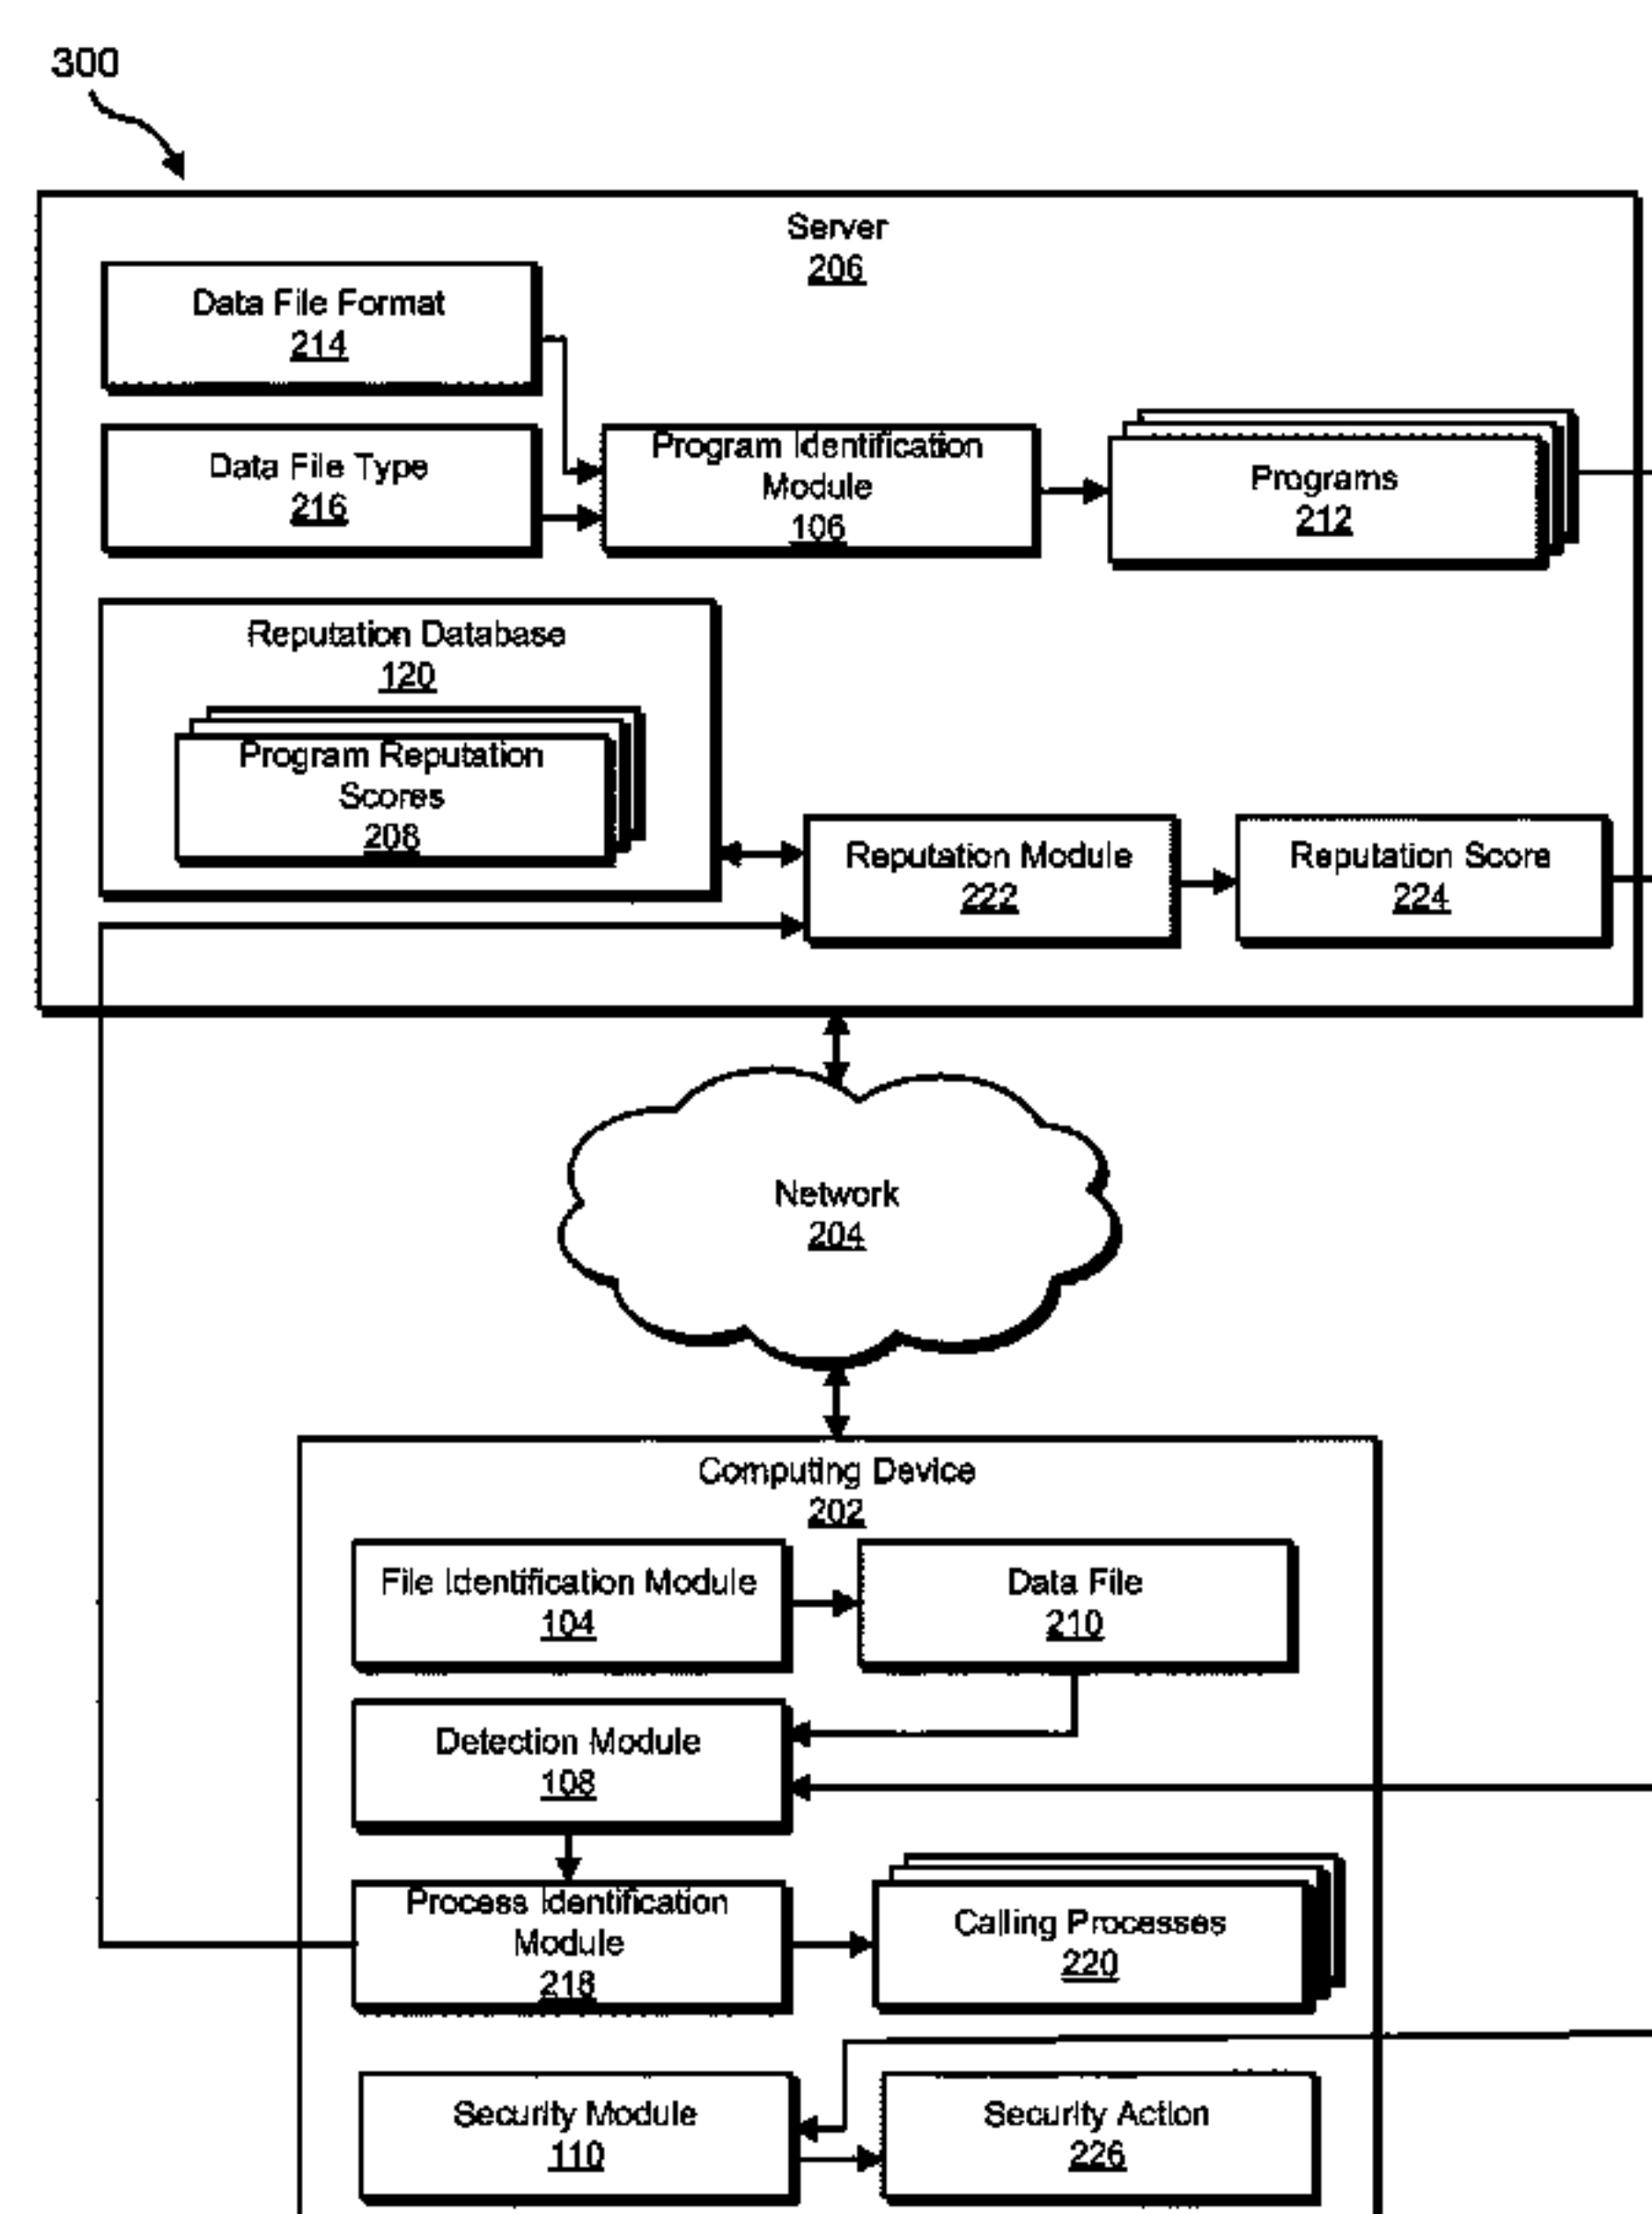 300
Server
206
Data File Format
214
Data File Type
216
Program Identification
Module
106
Programs
212
Reputation Database
120
Program Reputation
Scores
208
Reputation Module
222
Reputation Score
224
Network
204
Computing Device
202
File Identification Module
104
Data File
210
Detection Module
108
Process Identification
Module
218
Calling Processes
220
Security Module
110
Security Action
226